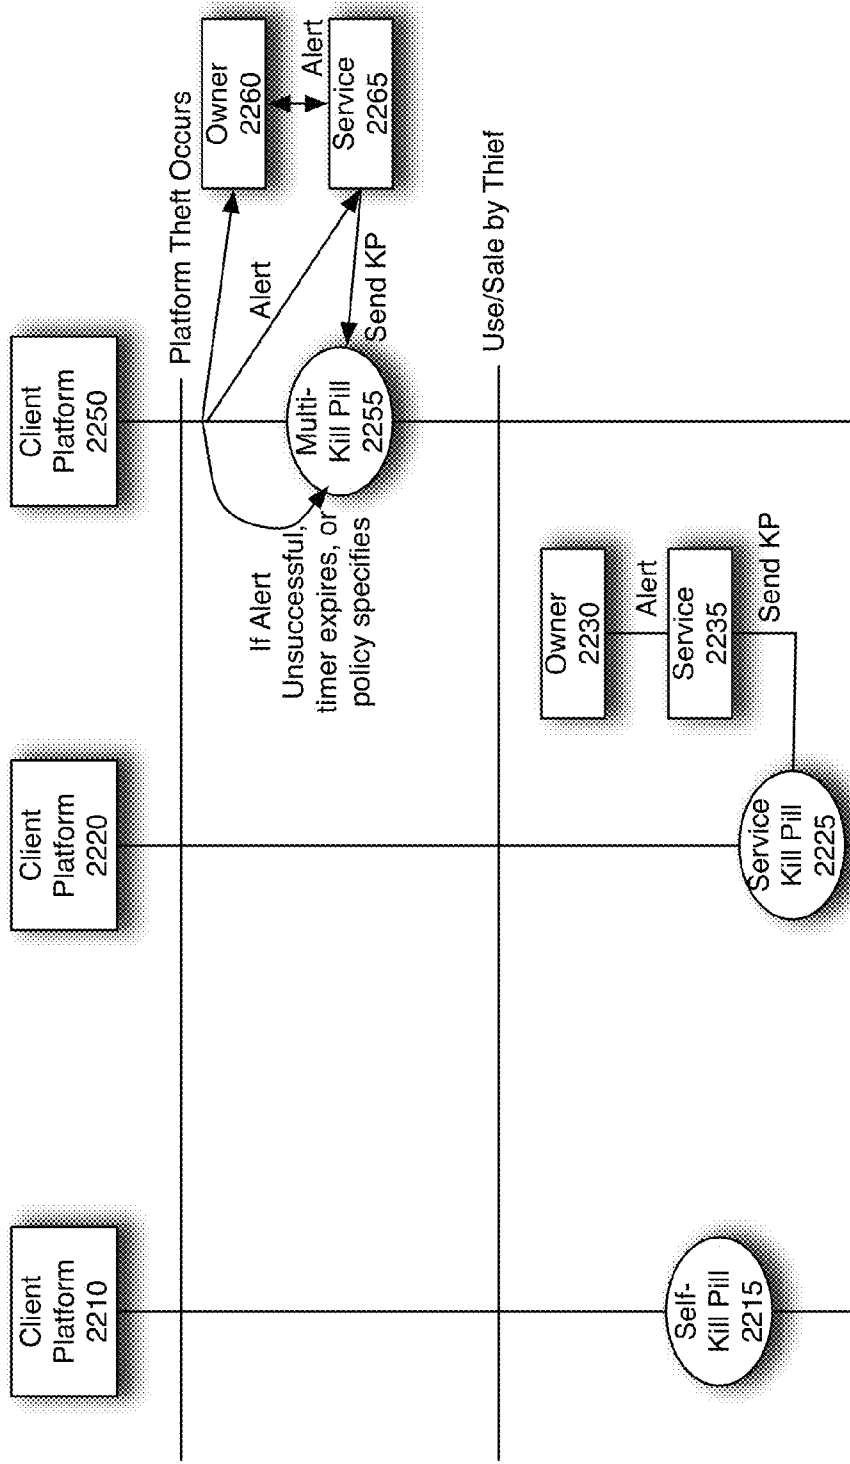 Client
Platform
2210
Client
Platform
2220
Client
Platform
2250
Platform Theft Occurs
Owner
2260
Alert
Alert
Service
2265
Send KP
Multi-
Kill Pill
2255
If Alert
Unsuccessful,
timer expires, or
policy specifies
Use/Sale by Thief
Owner
2230
Alert
Service
2235
Send KP
Self-
Kill Pill
2215
Service
Kill Pill
2225